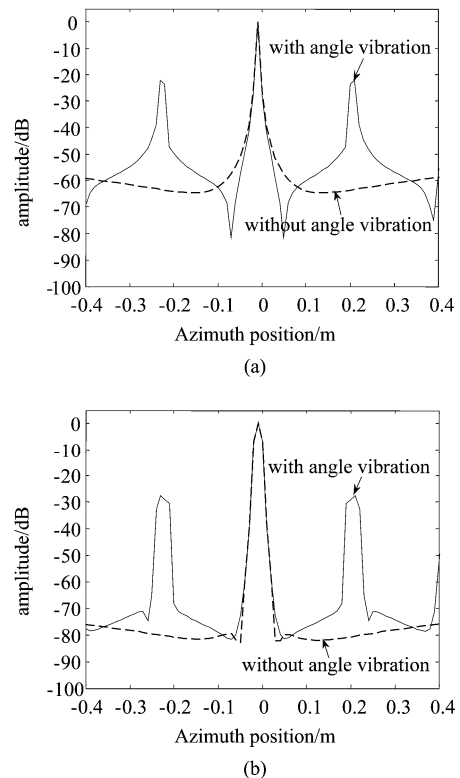 0
-10
-20
-30
-40
-50
-60
-70
-80
-90
-100
amplitude/dB
with angle vibration
without angle vibration
-0.4 -0.3 -0.2 -0.1 0 0.1 0.2 0.3 0.4
Azimuth position/m
(a)
0
-10
-20
-30
-40
-50
-60
-70
-80
-90
-100
amplitude/dB
with angle vibration
without angle vibration
-0.4 -0.3 -0.2 -0.1 0 0.1 0.2 0.3 0.4
Azimuth position/m
(b)